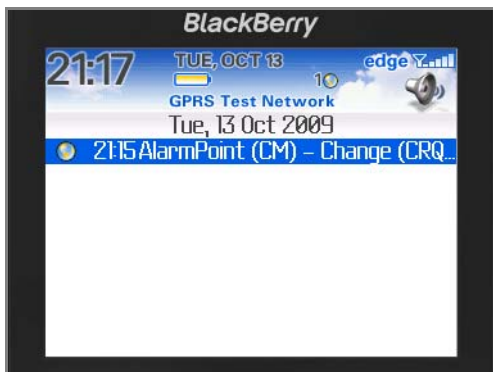 BlackBerry
21:17 TUE, OCT 13 edge
1
GPRS Test Network
Tue, 13 Oct 2009
21:15 AlarmPoint (CM) – Change (CRQ...